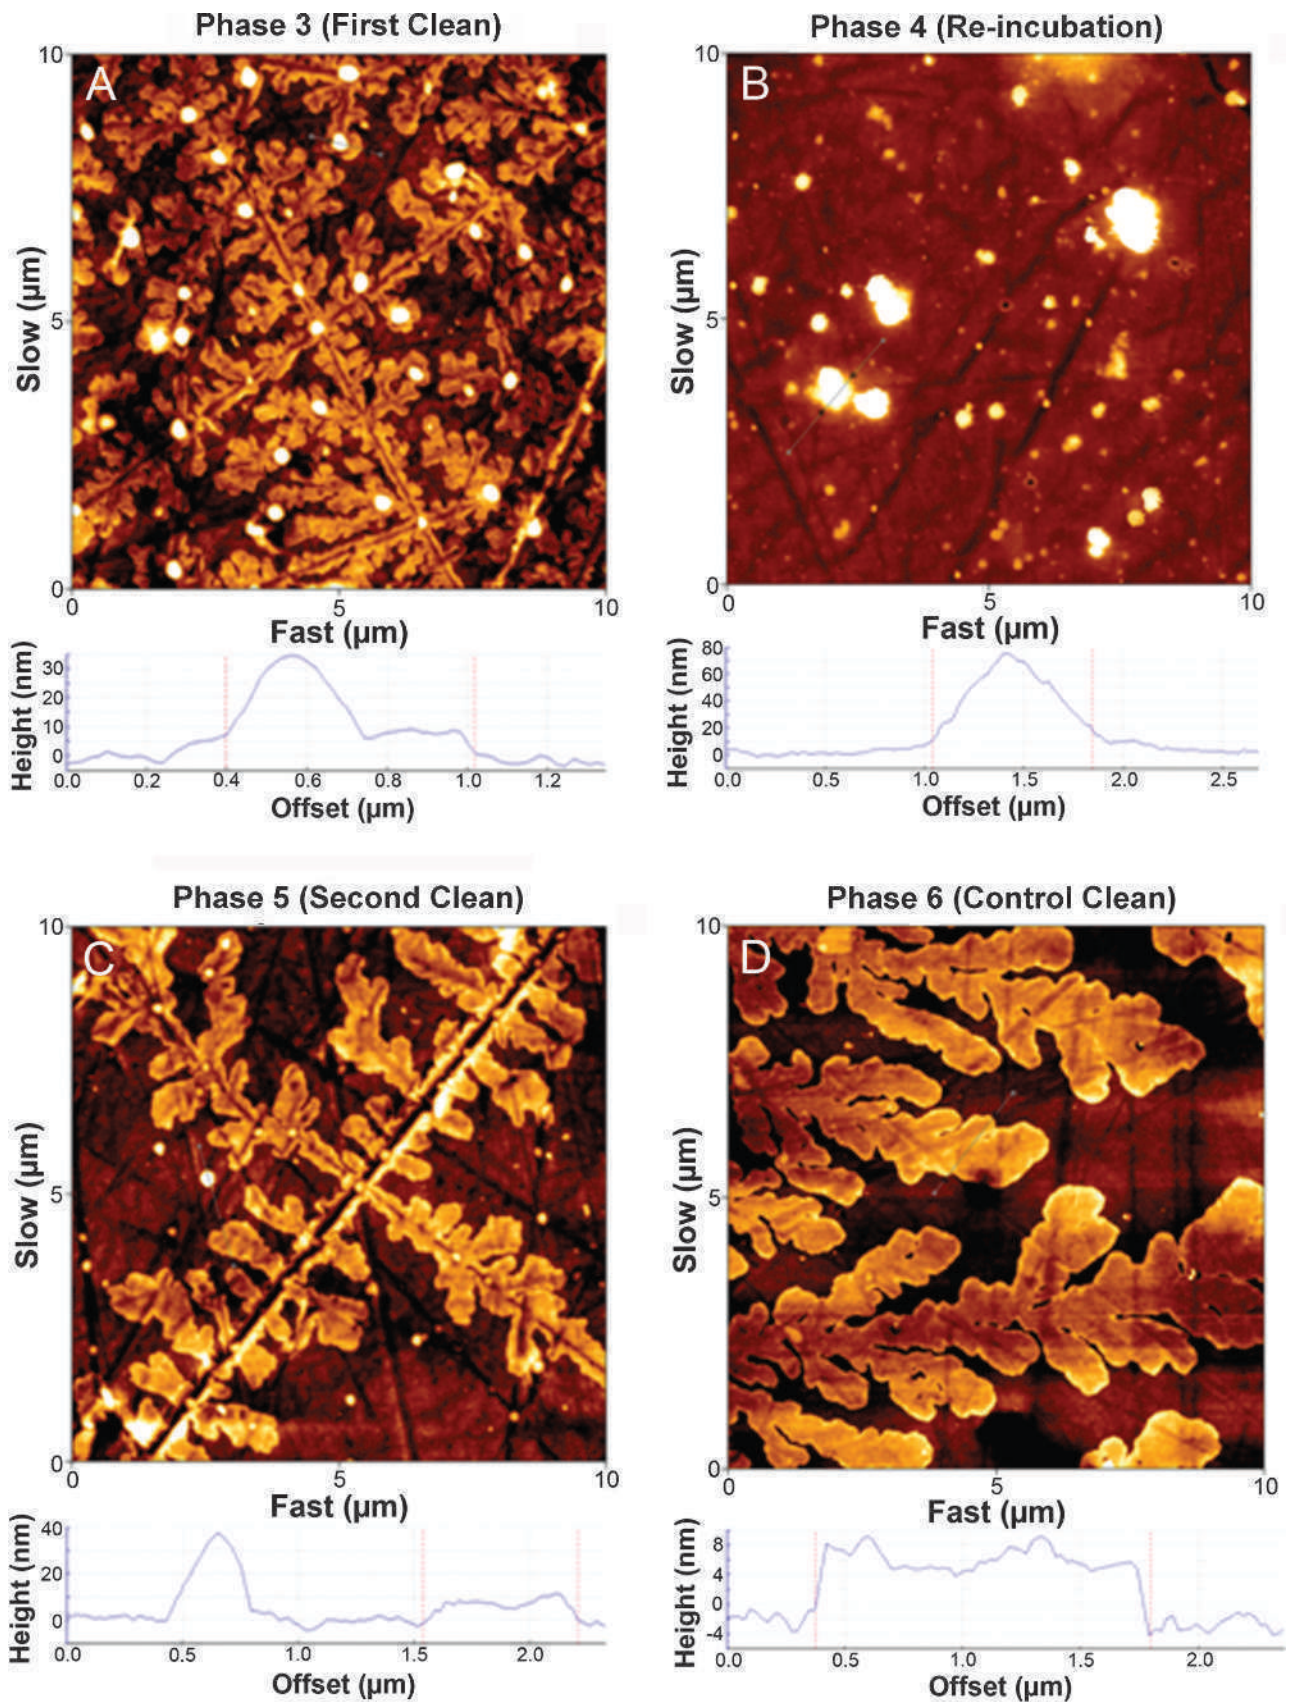 Phase 3 (First Clean)
Phase 4 (Re-incubation)
A
B
10
5
0
Slow (µm)
0
5
10
Fast (µm)
10
5
0
Slow (µm)
0
5
10
Fast (µm)
30
20
10
0
Height (nm)
0.0 0.2 0.4 0.6 0.8 1.0 1.2
Offset (µm)
80
60
40
20
0
Height (nm)
0.0 0.5 1.0 1.5 2.0 2.5
Offset (µm)
Phase 5 (Second Clean)
Phase 6 (Control Clean)
C
D
10
5
0
Slow (µm)
0
5
10
Fast (µm)
10
5
0
Slow (µm)
0
5
10
Fast (µm)
40
20
0
Height (nm)
0.0 0.5 1.0 1.5 2.0
Offset (µm)
8
4
0
-4
Height (nm)
0.0 0.5 1.0 1.5 2.0
Offset (µm)